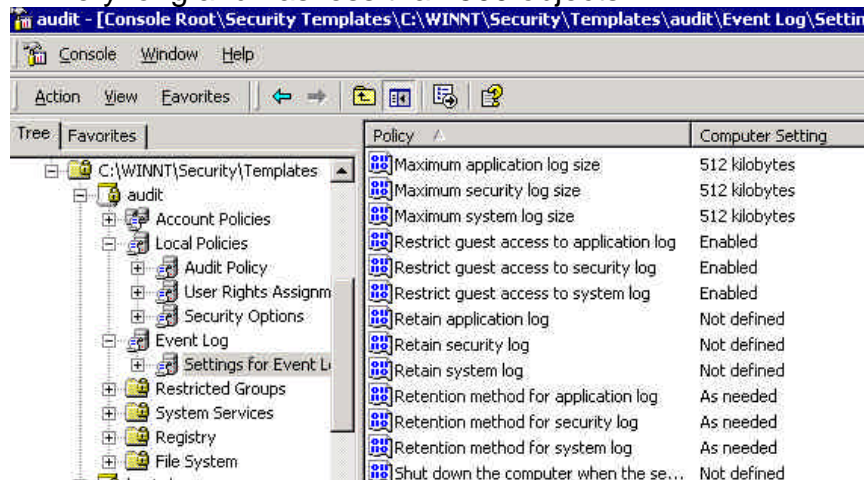 audit - [Console Root\Security Templates\C:\WINNT\Security\Templates\audit\Event Log\Settin
Console Window Help
Action View Favorites
Tree Favorites
Policy Computer Setting
C:\WINNT\Security\Templates
audit
Account Policies
Local Policies
Audit Policy
User Rights Assignm
Security Options
Event Log
Settings for Event L
Restricted Groups
System Services
Registry
File System
Maximum application log size 512 kilobytes
Maximum security log size 512 kilobytes
Maximum system log size 512 kilobytes
Restrict guest access to application log Enabled
Restrict guest access to security log Enabled
Restrict guest access to system log Enabled
Retain application log Not defined
Retain security log Not defined
Retain system log Not defined
Retention method for application log As needed
Retention method for security log As needed
Retention method for system log As needed
Shut down the computer when the se... Not defined